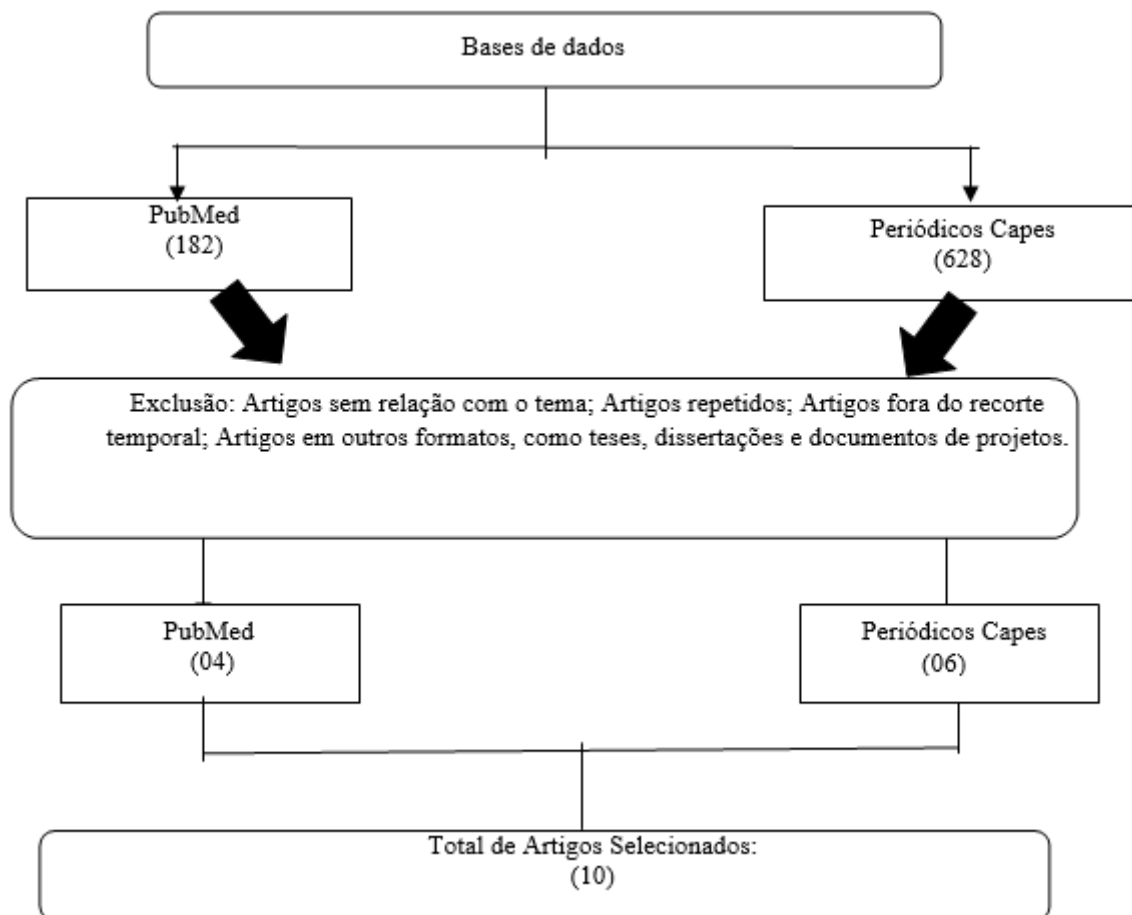 Bases de dados
PubMed
(182)
Periódicos Capes
(628)
Exclusão: Artigos sem relação com o tema; Artigos repetidos; Artigos fora do recorte
temporal; Artigos em outros formatos, como teses, dissertações e documentos de projetos.
PubMed
(04)
Periódicos Capes
(06)
Total de Artigos Selecionados:
(10)